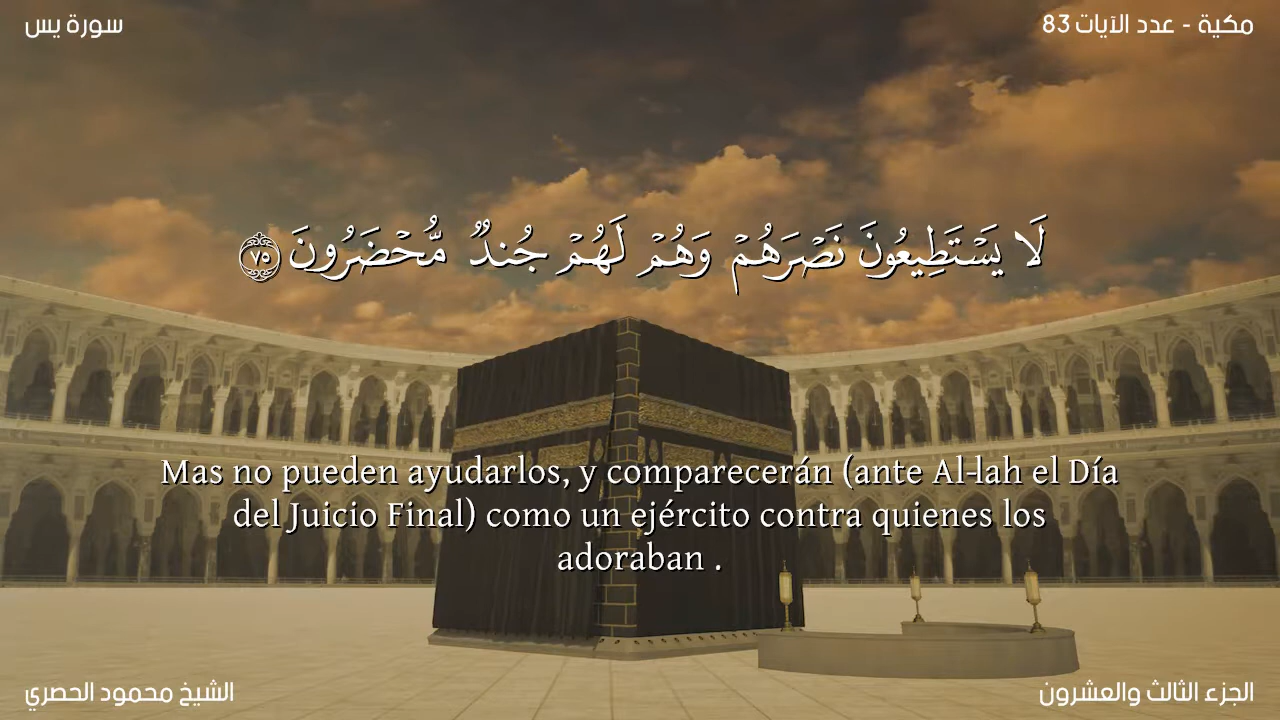 سورة يس
مكية - عدد الآيات 83
لَا يَسْتَطِيعُونَ نَصْرَهُمْ وَهُمْ لَهُمْ جُندٌ مُّحْضَرُونَ ٧٥
Mas no pueden ayudarlos, y comparecerán (ante Al-lah el Día
del Juicio Final) como un ejército contra quienes los
adoraban .
الشيخ محمود الحصري
الجزء الثالث والعشرون